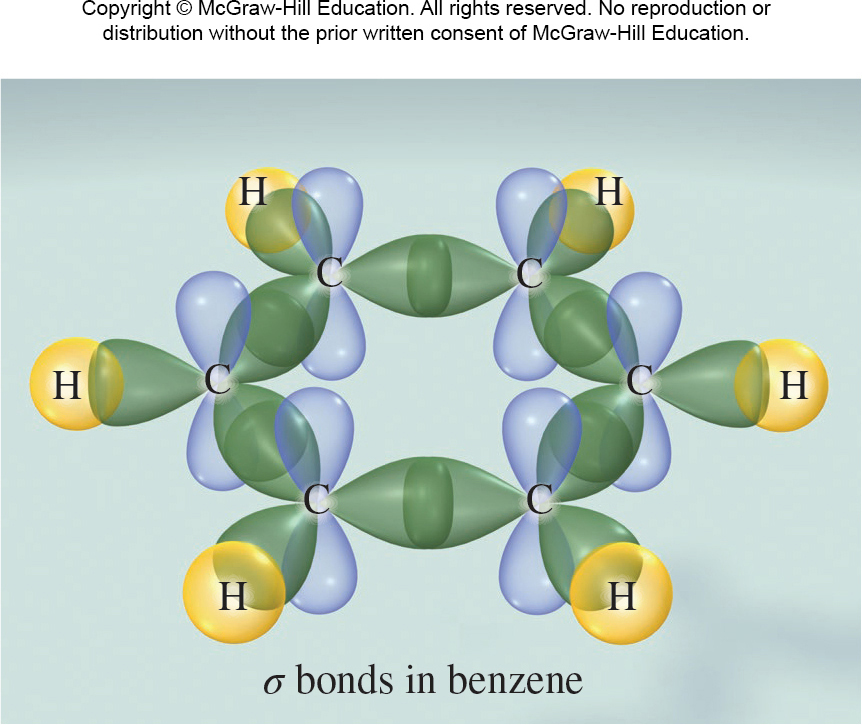 Copyright © McGraw-Hill Education. All rights reserved. No reproduction or
distribution without the prior written consent of McGraw-Hill Education.
H H
C C
H C C H
C C
H H
σ bonds in benzene